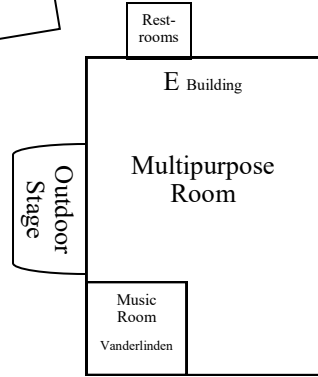 Rest-
rooms
E Building
Multipurpose
Room
Outdoor
Stage
Music
Room
Vanderlinden